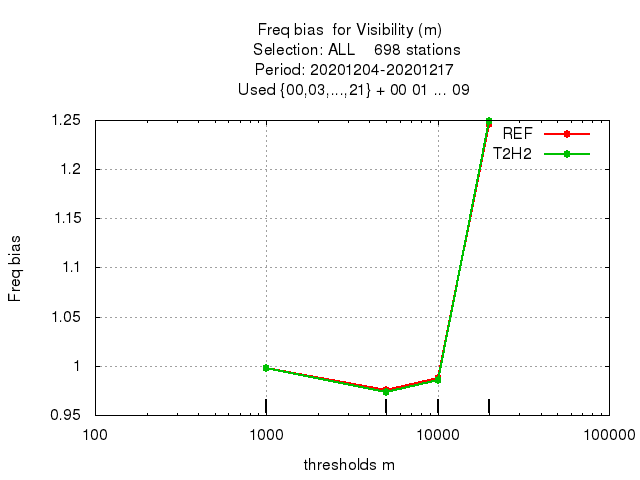 Freq bias  for Visibility (m)
Selection: ALL    698 stations
Period: 20201204-20201217
Used {00,03,...,21} + 00 01 ... 09
REF
T2H2
1.25
1.2
1.15
1.1
1.05
1
0.95
Freq bias
100
1000
10000
100000
thresholds m